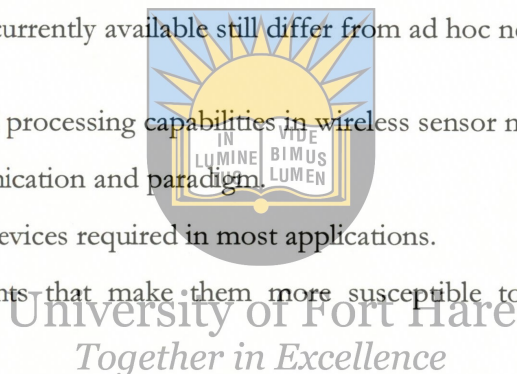 currently available still differ from ad hoc ne
processing capabilities in wireless sensor n
IN
LUMINE
TUO
VIDE
BIMUS
LUMEN
nication and paradigm.
evices required in most applications.
nts that make them more susceptible to
University of Fort Hare
Together in Excellence